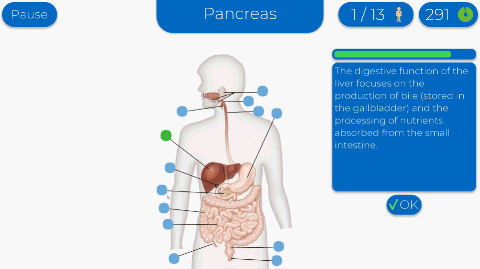 Pause
Pancreas
1 / 13
291
The digestive function of the
liver focuses on the
production of bile (stored in
the gallbladder) and the
processing of nutrients
absorbed from the small
intestine.
OK